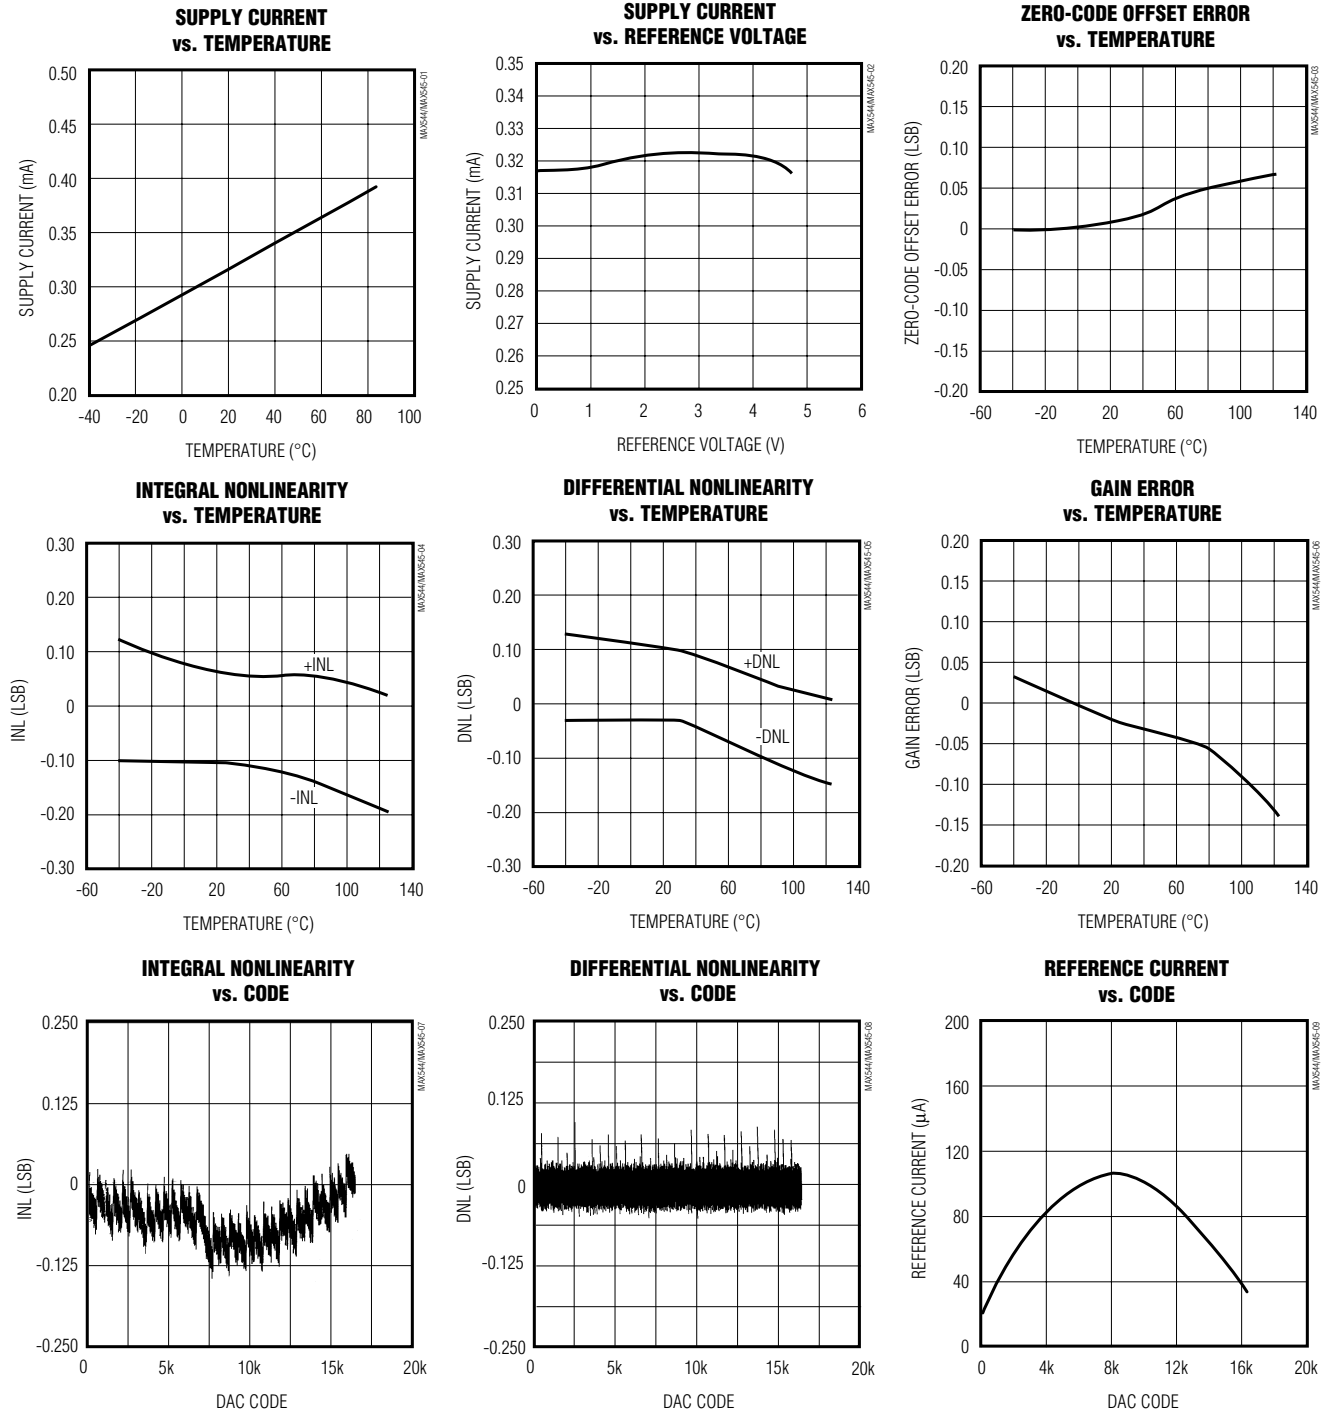 SUPPLY CURRENT
vs. TEMPERATURE
0.50
0.45
0.40
0.35
0.30
0.25
0.20
SUPPLY CURRENT (mA)
-40 -20 0 20 40 60 80 100
TEMPERATURE (°C)
MAX544/MAX545-01
SUPPLY CURRENT
vs. REFERENCE VOLTAGE
0.35
0.34
0.33
0.32
0.31
0.30
0.29
0.28
0.27
0.26
0.25
SUPPLY CURRENT (mA)
0 1 2 3 4 5 6
REFERENCE VOLTAGE (V)
MAX544/MAX545-02
ZERO-CODE OFFSET ERROR
vs. TEMPERATURE
0.20
0.15
0.10
0.05
0
-0.05
-0.10
-0.15
-0.20
ZERO-CODE OFFSET ERROR (LSB)
-60 -20 20 60 100 140
TEMPERATURE (°C)
MAX544/MAX545-03
INTEGRAL NONLINEARITY
vs. TEMPERATURE
0.30
0.20
0.10
0
-0.10
-0.20
-0.30
INL (LSB)
+INL
-INL
-60 -20 20 60 100 140
TEMPERATURE (°C)
MAX544/MAX545-04
DIFFERENTIAL NONLINEARITY
vs. TEMPERATURE
0.30
0.20
0.10
0
-0.10
-0.20
-0.30
DNL (LSB)
+DNL
-DNL
-60 -20 20 60 100 140
TEMPERATURE (°C)
MAX544/MAX545-05
GAIN ERROR
vs. TEMPERATURE
0.20
0.15
0.10
0.05
0
-0.05
-0.10
-0.15
-0.20
GAIN ERROR (LSB)
-60 -20 20 60 100 140
TEMPERATURE (°C)
MAX544/MAX545-06
INTEGRAL NONLINEARITY
vs. CODE
0.250
0.125
0
-0.125
-0.250
INL (LSB)
0 5k 10k 15k 20k
DAC CODE
MAX544/MAX545-07
DIFFERENTIAL NONLINEARITY
vs. CODE
0.250
0.125
0
-0.125
-0.250
DNL (LSB)
0 5k 10k 15k 20k
DAC CODE
MAX544/MAX545-08
REFERENCE CURRENT
vs. CODE
200
160
120
80
40
0
REFERENCE CURRENT (µA)
0 4k 8k 12k 16k 20k
DAC CODE
MAX544/MAX545-09